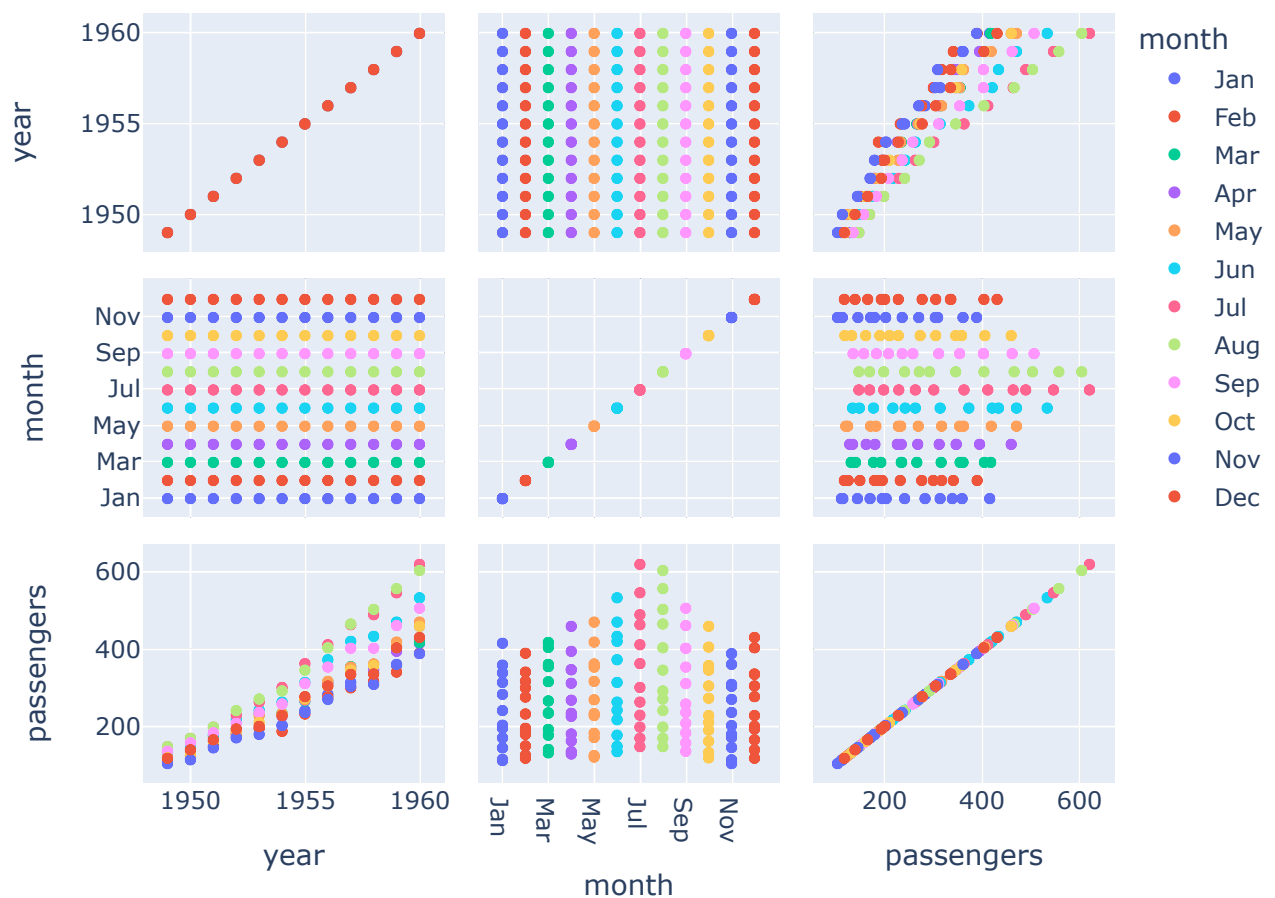 1960
1955
1950
year
Nov
Sep
Jul
May
Mar
Jan
month
600
400
200
passengers
1950
1955
1960
year
Jan
Mar
May
Jul
Sep
Nov
month
200
400
600
passengers
month
Jan
Feb
Mar
Apr
May
Jun
Jul
Aug
Sep
Oct
Nov
Dec